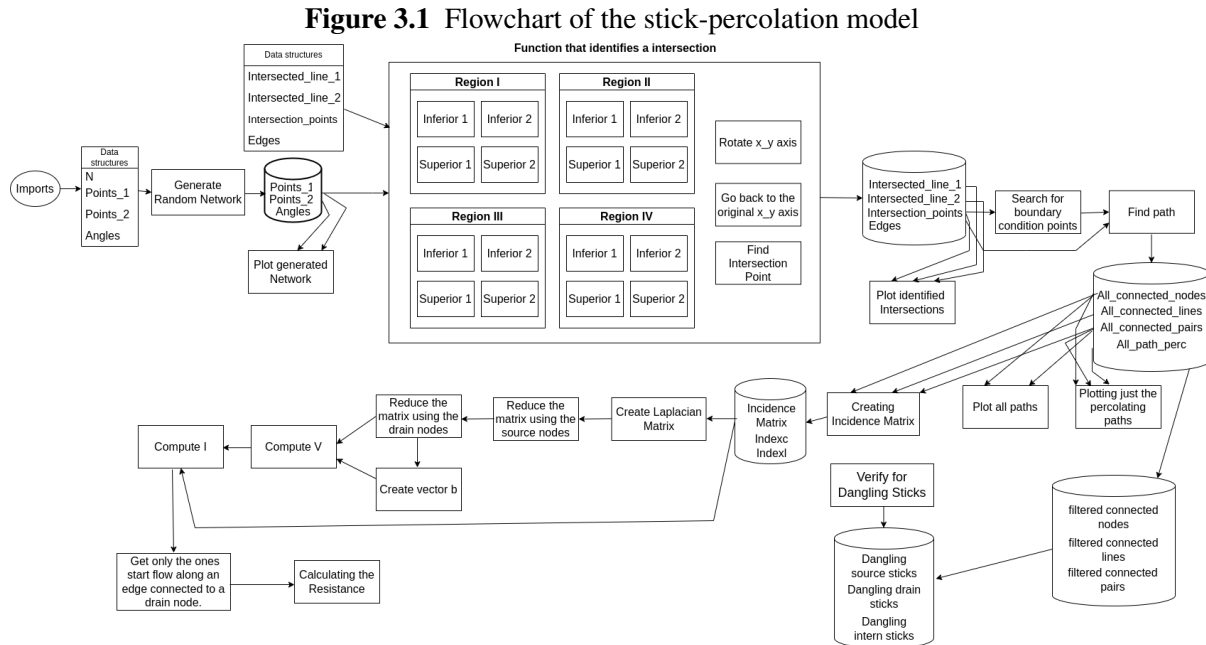 Figure 3.1 Flowchart of the stick-percolation model
Function that identifies a intersection
Imports
Data
structures
N
Points_1
Points_2
Angles
Generate
Random Network
Data structures
Intersected_line_1
Intersected_line_2
Intersection_points
Edges
Points_1
Points_2
Angles
Plot generated
Network
Region I
Inferior 1
Inferior 2
Superior 1
Superior 2
Region II
Inferior 1
Inferior 2
Superior 1
Superior 2
Region III
Inferior 1
Inferior 2
Superior 1
Superior 2
Region IV
Inferior 1
Inferior 2
Superior 1
Superior 2
Rotate x_y axis
Go back to the
original x_y axis
Find
Intersection
Point
Intersected_line_1
Intersected_line_2
Intersection_points
Edges
Search for
boundary
condition points
Find path
Plot identified
Intersections
All_connected_nodes
All_connected_lines
All_connected_pairs
All_path_perc
Plot all paths
Plotting just the
percolating
paths
Creating
Incidence Matrix
Incidence
Matrix
Indexc
Indexl
Create Laplacian
Matrix
Reduce the
matrix using the
source nodes
Reduce the
matrix using the
drain nodes
Create vector b
Compute V
Compute I
Get only the ones
start flow along an
edge connected to a
drain node.
Calculating the
Resistance
Verify for
Dangling Sticks
Dangling
source sticks
Dangling drain
sticks
Dangling
intern sticks
filtered connected
nodes
filtered connected
lines
filtered connected
pairs